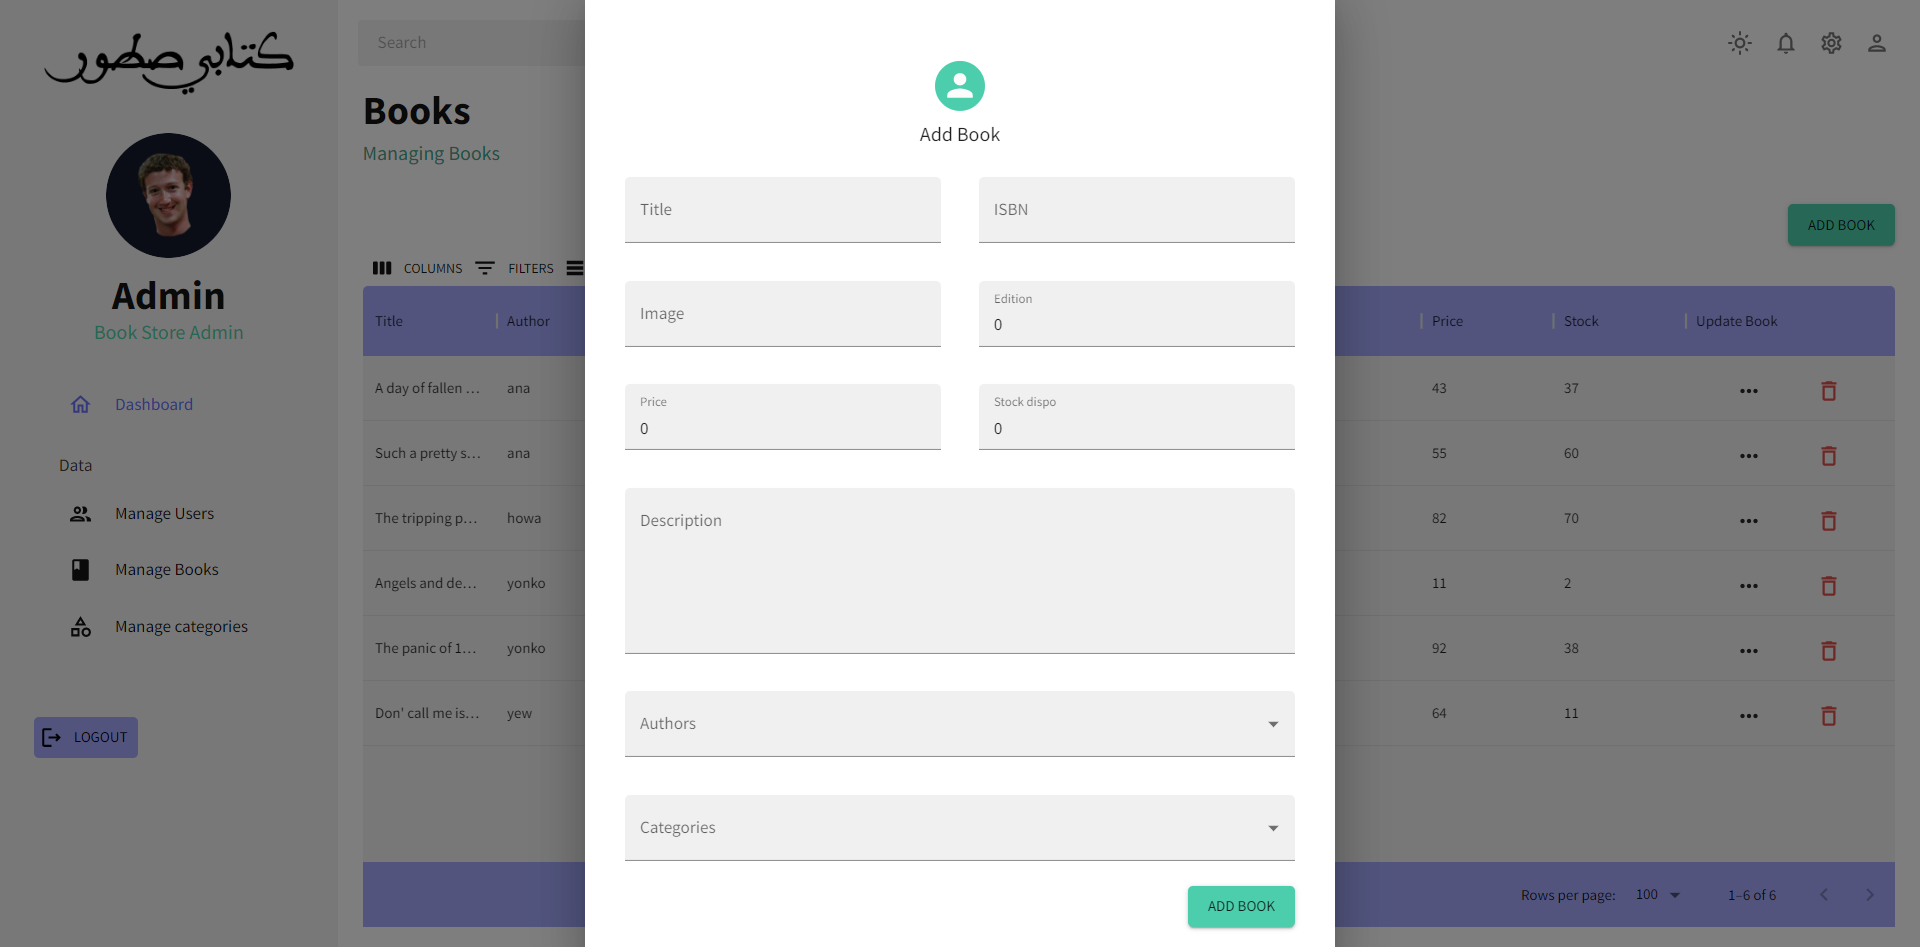 كتابي صطور
Admin
Book Store Admin
Dashboard
Data
Manage Users
Manage Books
Manage categories
LOGOUT
Search
Books
Managing Books
ADD BOOK
COLUMNS FILTERS
Title Author Price Stock Update Book
A day of fallen ... ana 43 37
Such a pretty s... ana 55 60
The tripping p... howa 82 70
Angels and de... yonko 11 2
The panic of 1... yonko 92 38
Don' call me is... yew 64 11
Rows per page: 100 1–6 of 6
Add Book
Title ISBN
Image Edition
0
Price Stock dispo
0 0
Description
Authors
Categories
ADD BOOK